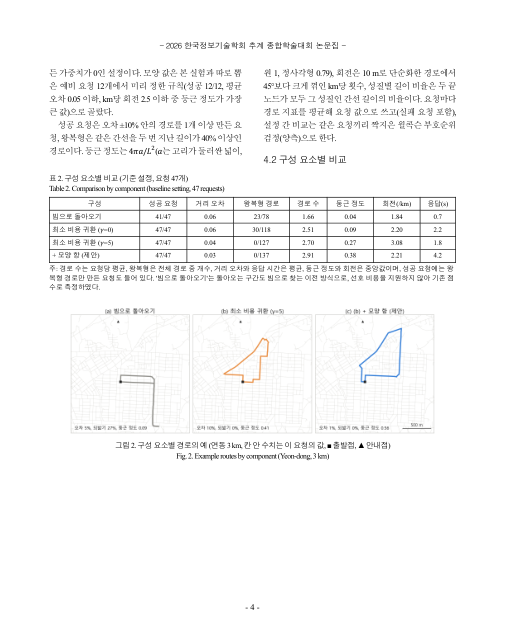 - 2026 한국정보기술학회 추계 종합학술대회 논문집 -
든 가중치가 0인 설정이다. 모양 값은 본 실험과 따로 뽑
은 예비 요청 12개에서 미리 정한 규칙(성공 12/12, 평균
오차 0.05 이하, km당 회전 2.5 이하 중 둥근 정도가 가장
큰 값)으로 골랐다.
성공 요청은 오차 ±10% 안의 경로를 1개 이상 만든 요
청, 왕복형은 같은 간선을 두 번 지난 길이가 40% 이상인
경로이다. 둥근 정도는 4πa/L²(a는 고리가 둘러싼 넓이,
원 1, 정사각형 0.79), 회전은 10 m로 단순화한 경로에서
45°보다 크게 꺾인 km당 횟수, 성질별 길이 비율은 두 끝
노드가 모두 그 성질인 간선 길이의 비율이다. 요청마다
경로 지표를 평균해 요청 값으로 쓰고(실패 요청 포함),
설정 간 비교는 같은 요청끼리 짝지은 윌콕슨 부호순위
검정(양측)으로 한다.
4.2 구성 요소별 비교
표 2. 구성 요소별 비교 (기준 설정, 요청 47개)
Table 2. Comparison by component (baseline setting, 47 requests)
구성 성공 요청 거리 오차 왕복형 경로 경로 수 둥근 정도 회전(/km) 응답(s)
빔으로 돌아오기 41/47 0.06 23/78 1.66 0.04 1.84 0.7
최소 비용 귀환 (γ=0) 47/47 0.06 30/118 2.51 0.09 2.20 2.2
최소 비용 귀환 (γ=5) 47/47 0.04 0/127 2.70 0.27 3.08 1.8
+ 모양 항 (제안) 47/47 0.03 0/137 2.91 0.38 2.21 4.2
주: 경로 수는 요청당 평균, 왕복형은 전체 경로 중 개수, 거리 오차와 응답 시간은 평균, 둥근 정도와 회전은 중앙값이며, 성공 요청에는 왕
복형 경로만 만든 요청도 들어 있다. '빔으로 돌아오기'는 돌아오는 구간도 빔으로 찾는 이전 방식으로, 선호 비용을 지원하지 않아 기존 점
수로 측정하였다.
(a) 빔으로 돌아오기 (b) 최소 비용 귀환 (γ=5) (c) (b) + 모양 항 (제안)
500 m
그림 2. 구성 요소별 경로의 예 (연동 3 km, 칸 안 수치는 이 요청의 값, ■ 출발점, ▲ 안내점)
Fig. 2. Example routes by component (Yeon-dong, 3 km)
- 4 -